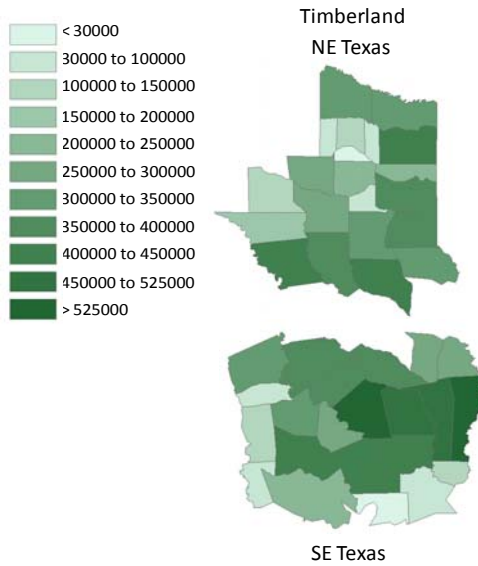 Timberland
NE Texas
< 30000
30000 to 100000
100000 to 150000
150000 to 200000
200000 to 250000
250000 to 300000
300000 to 350000
350000 to 400000
400000 to 450000
450000 to 525000
> 525000
SE Texas